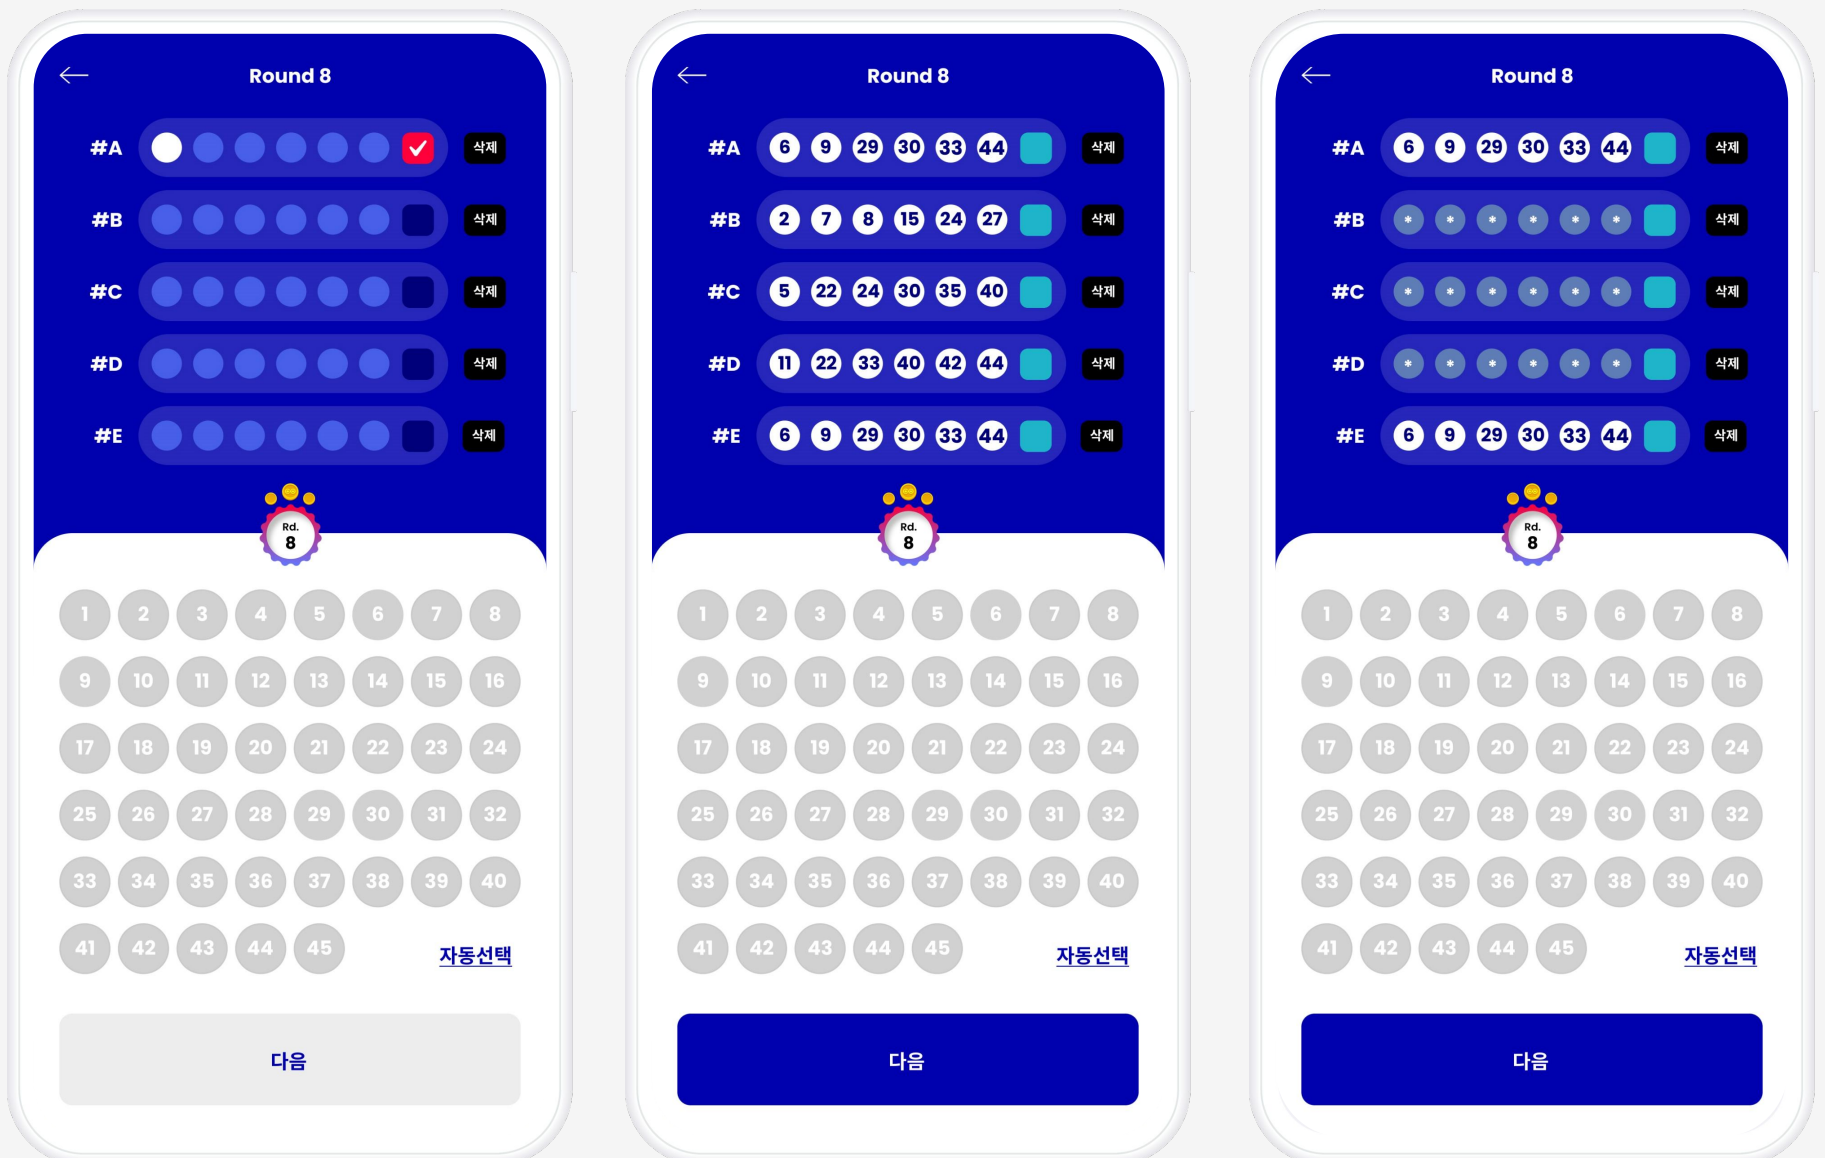 Round 8
#A 삭제
#B 삭제
#C 삭제
#D 삭제
#E 삭제
Rd.
8
1 2 3 4 5 6 7 8
9 10 11 12 13 14 15 16
17 18 19 20 21 22 23 24
25 26 27 28 29 30 31 32
33 34 35 36 37 38 39 40
41 42 43 44 45 자동선택
다음
Round 8
#A 6 9 29 30 33 44 삭제
#B 2 7 8 15 24 27 삭제
#C 5 22 24 30 35 40 삭제
#D 11 22 33 40 42 44 삭제
#E 6 9 29 30 33 44 삭제
Rd.
8
1 2 3 4 5 6 7 8
9 10 11 12 13 14 15 16
17 18 19 20 21 22 23 24
25 26 27 28 29 30 31 32
33 34 35 36 37 38 39 40
41 42 43 44 45 자동선택
다음
Round 8
#A 6 9 29 30 33 44 삭제
#B * * * * * * 삭제
#C * * * * * * 삭제
#D * * * * * * 삭제
#E 6 9 29 30 33 44 삭제
Rd.
8
1 2 3 4 5 6 7 8
9 10 11 12 13 14 15 16
17 18 19 20 21 22 23 24
25 26 27 28 29 30 31 32
33 34 35 36 37 38 39 40
41 42 43 44 45 자동선택
다음